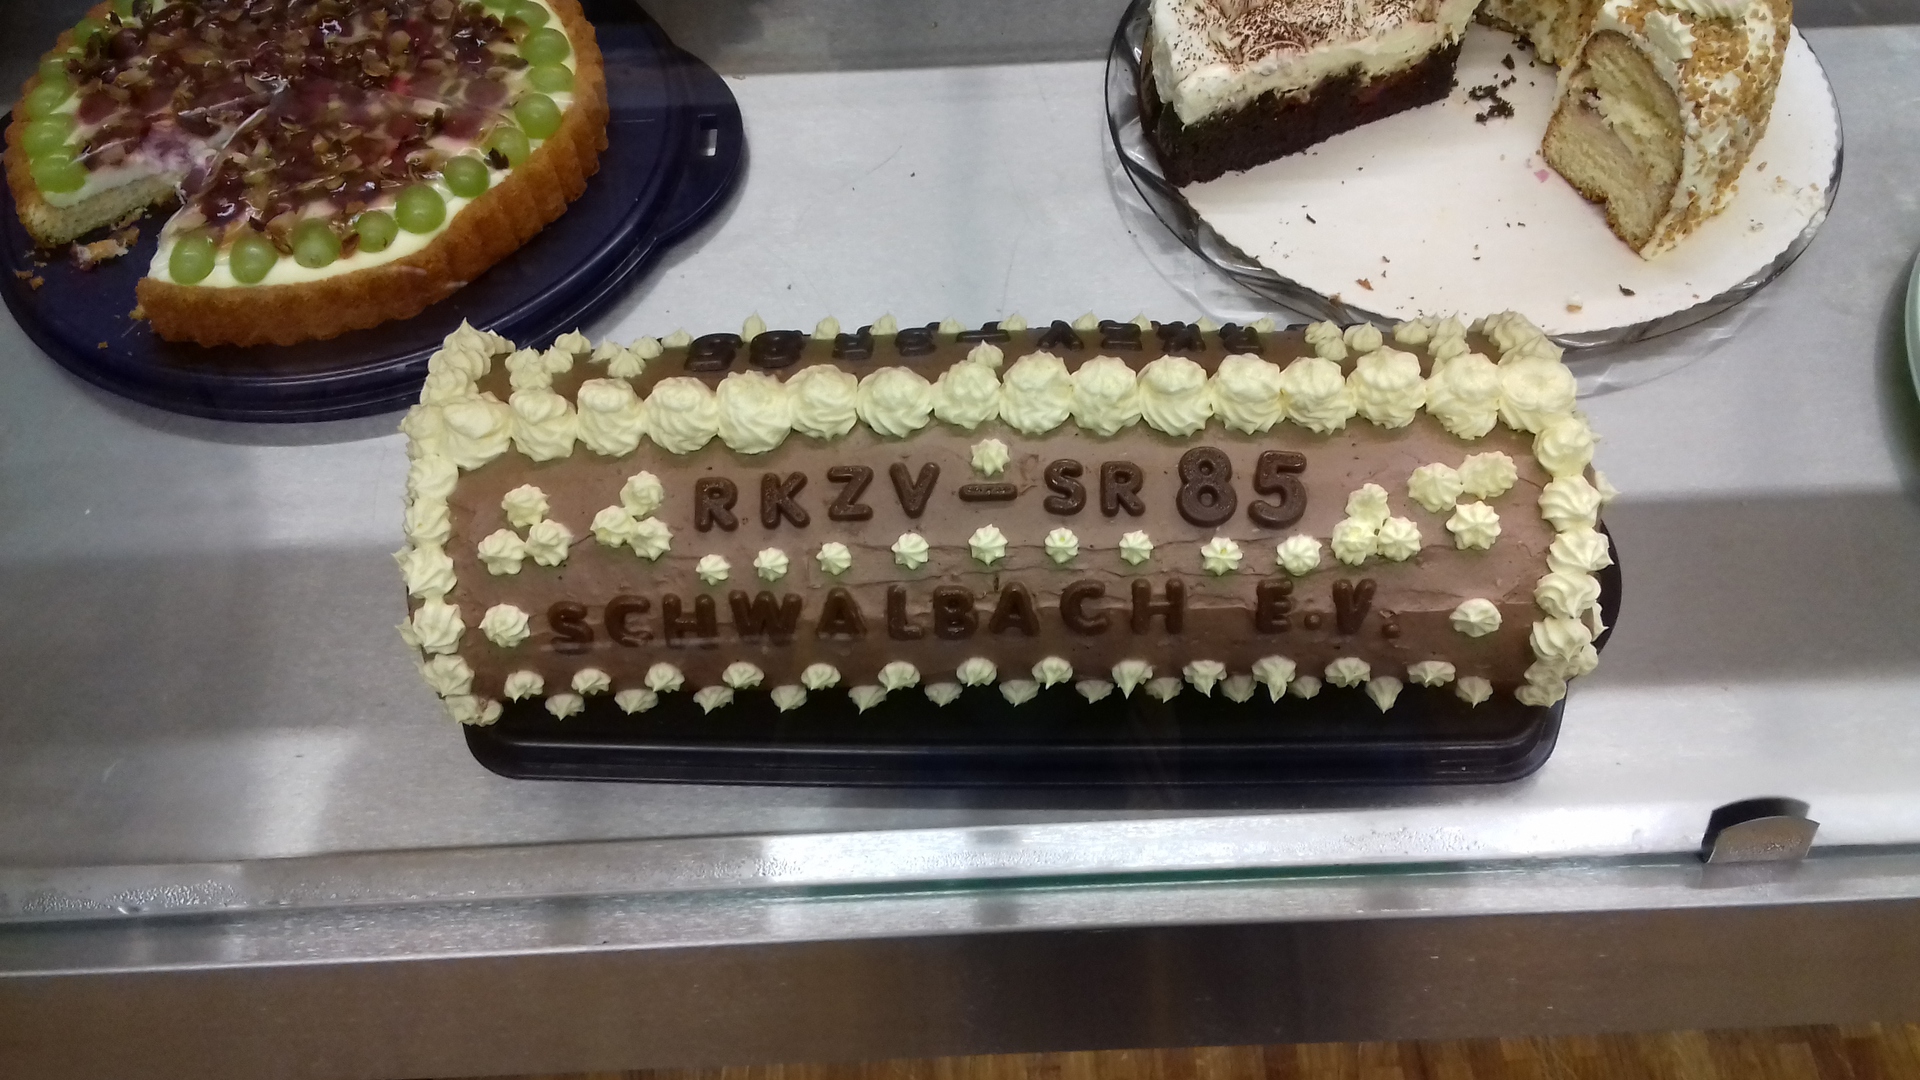 RKZV-SR 85
SCHWALBACH E.V.